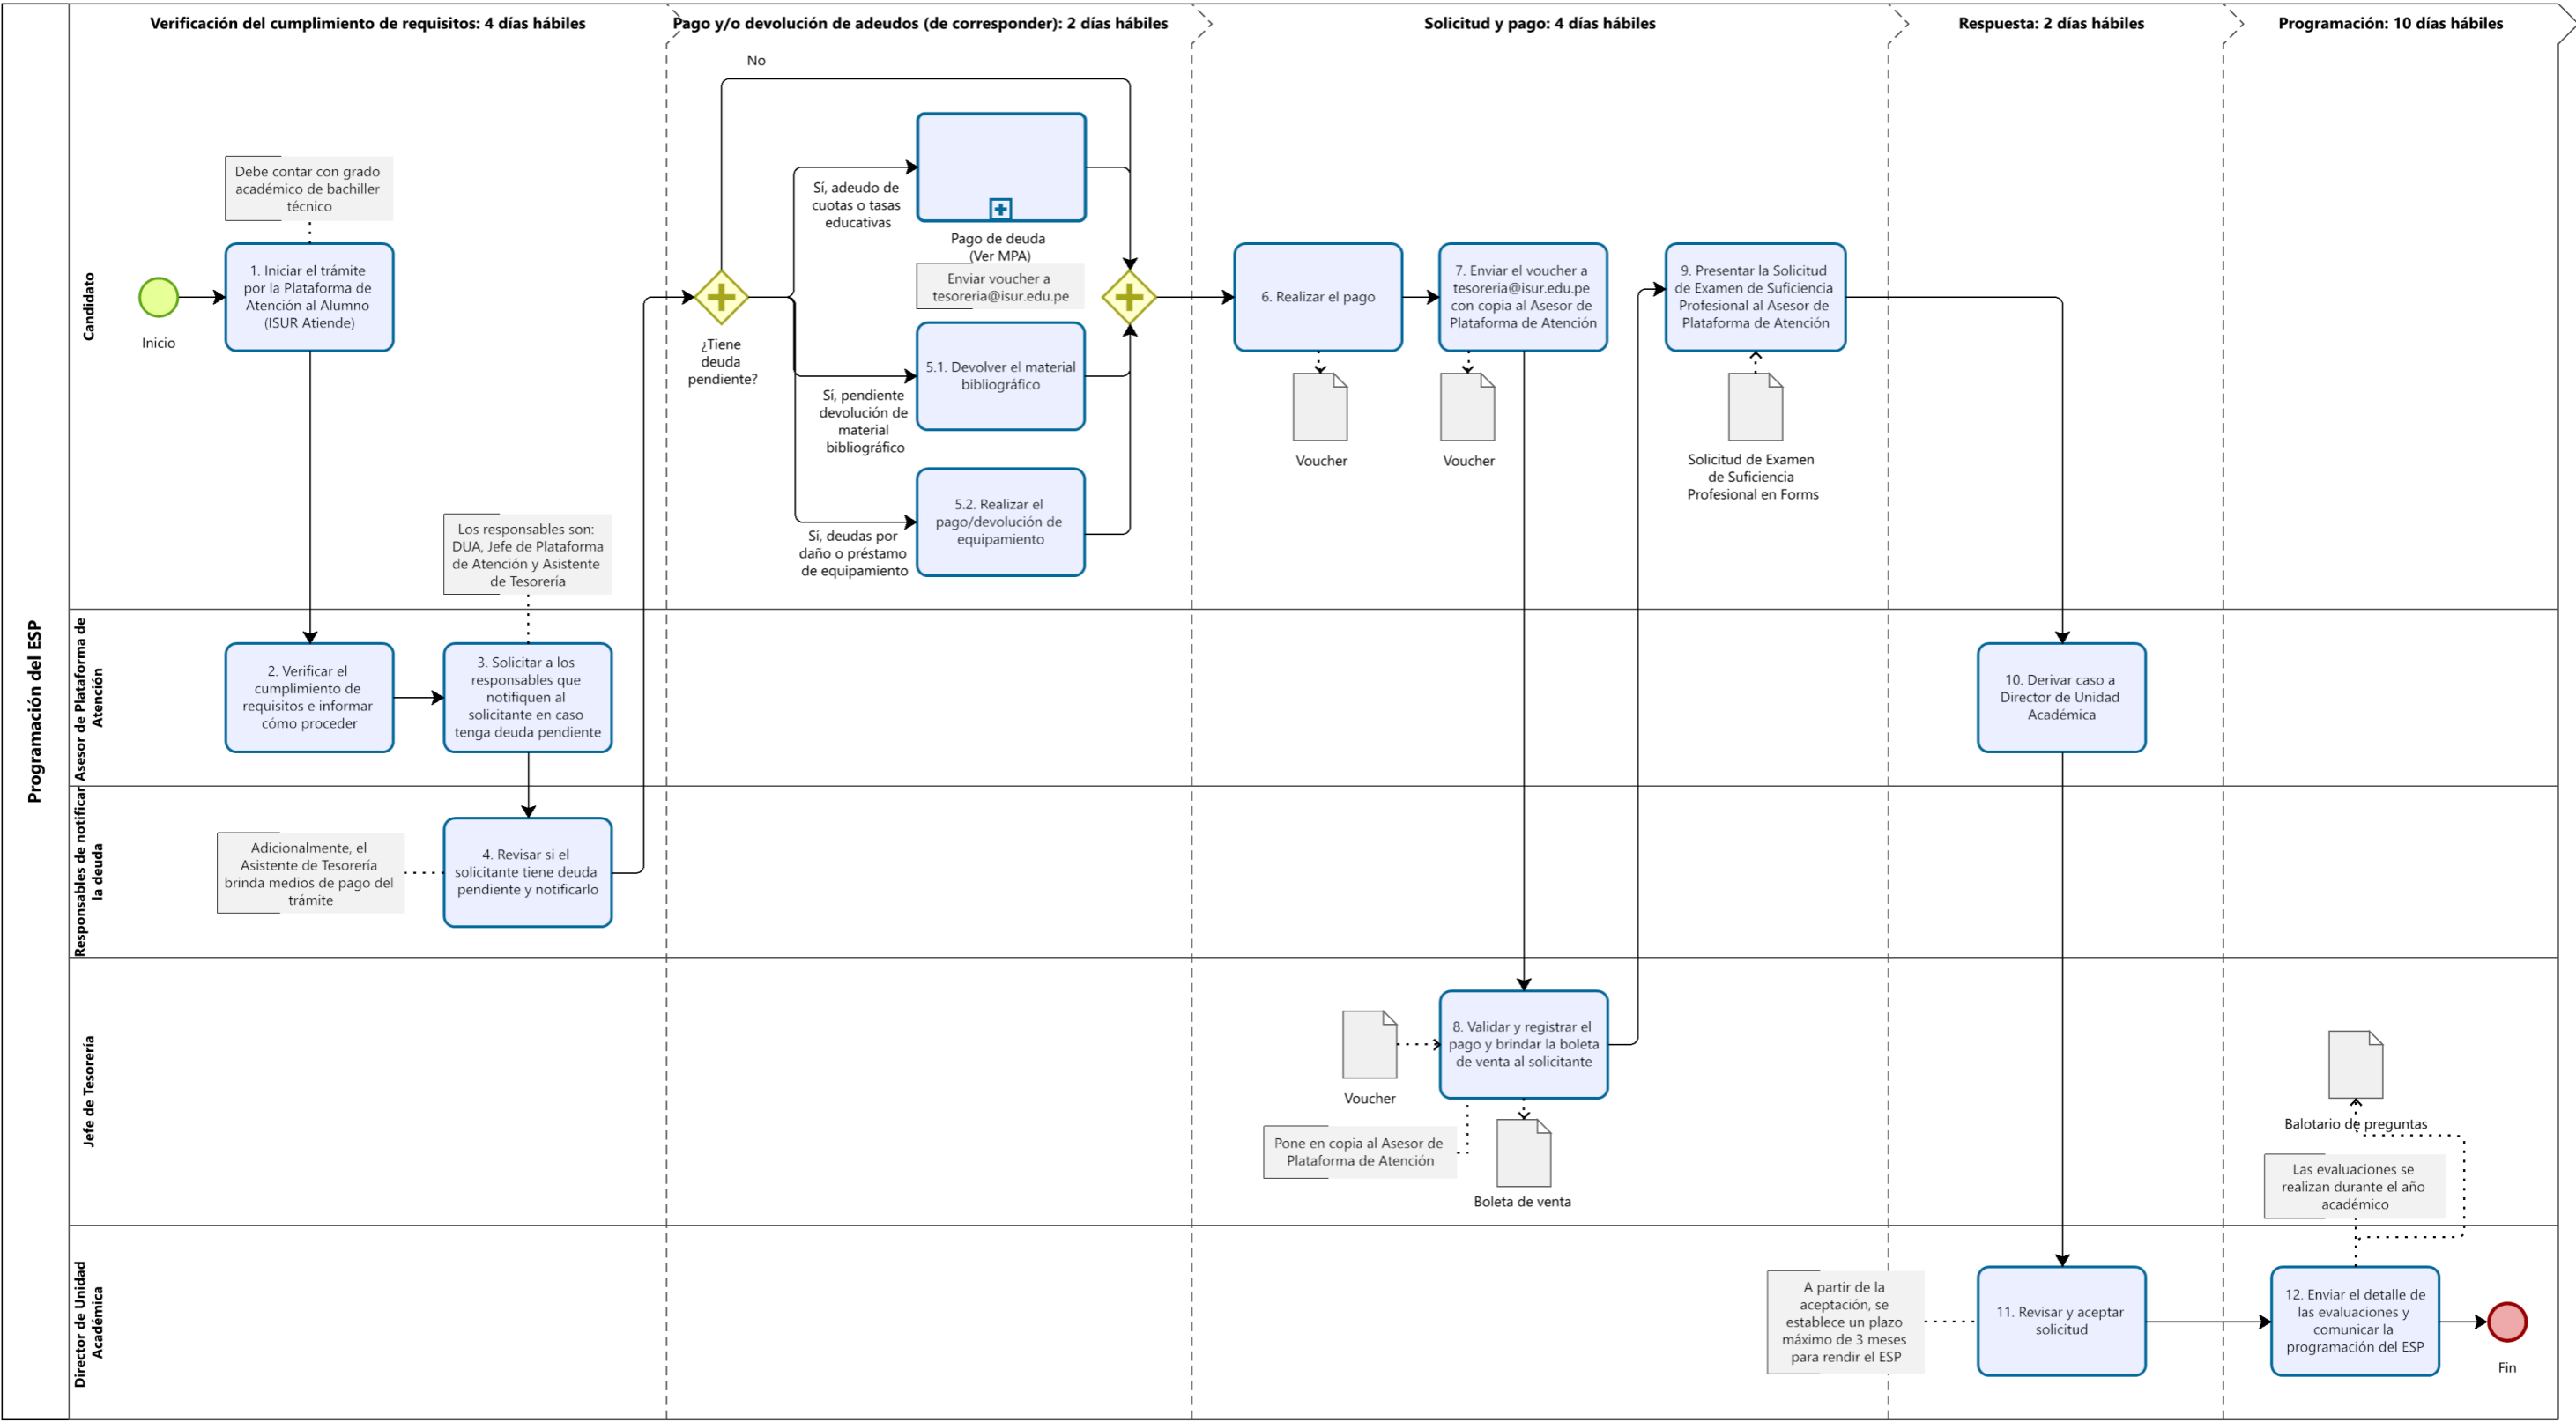 Programación del ESP
Verificación del cumplimiento de requisitos: 4 días hábiles
Pago y/o devolución de adeudos (de corresponder): 2 días hábiles
Solicitud y pago: 4 días hábiles
Respuesta: 2 días hábiles
Programación: 10 días hábiles
Candidato
Inicio
Debe contar con grado
académico de bachiller
técnico
1. Iniciar el trámite
por la Plataforma de
Atención al Alumno
(ISUR Atiende)
No
¿Tiene
deuda
pendiente?
Sí, adeudo de
cuotas o tasas
educativas
Pago de deuda
(Ver MPA)
Enviar voucher a
tesoreria@isur.edu.pe
Sí, pendiente
devolución de
material
bibliográfico
5.1. Devolver el material
bibliográfico
Sí, deudas por
daño o préstamo
de equipamiento
5.2. Realizar el
pago/devolución de
equipamiento
6. Realizar el pago
Voucher
7. Enviar el voucher a
tesoreria@isur.edu.pe
con copia al Asesor de
Plataforma de Atención
Voucher
9. Presentar la Solicitud
de Examen de Suficiencia
Profesional al Asesor de
Plataforma de Atención
Solicitud de Examen
de Suficiencia
Profesional en Forms
Asesor de Plataforma de
Atención
2. Verificar el
cumplimiento de
requisitos e informar
cómo proceder
Los responsables son:
DUA, Jefe de Plataforma
de Atención y Asistente
de Tesorería
3. Solicitar a los
responsables que
notifiquen al
solicitante en caso
tenga deuda pendiente
10. Derivar caso a
Director de Unidad
Académica
Responsables de notificar
la deuda
Adicionalmente, el
Asistente de Tesorería
brinda medios de pago del
trámite
4. Revisar si el
solicitante tiene deuda
pendiente y notificarlo
Jefe de Tesorería
Voucher
8. Validar y registrar el
pago y brindar la boleta
de venta al solicitante
Pone en copia al Asesor de
Plataforma de Atención
Boleta de venta
Balotario de preguntas
Las evaluaciones se
realizan durante el año
académico
Director de Unidad
Académica
A partir de la
aceptación, se
establece un plazo
máximo de 3 meses
para rendir el ESP
11. Revisar y aceptar
solicitud
12. Enviar el detalle de
las evaluaciones y
comunicar la
programación del ESP
Fin